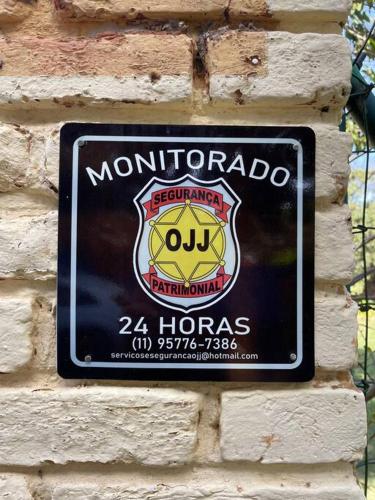 MONITORADO
SEGURANÇA
OJJ
PATRIMONIAL
24 HORAS
(11) 95776-7386
servicosesegurancaojj@hotmail.com